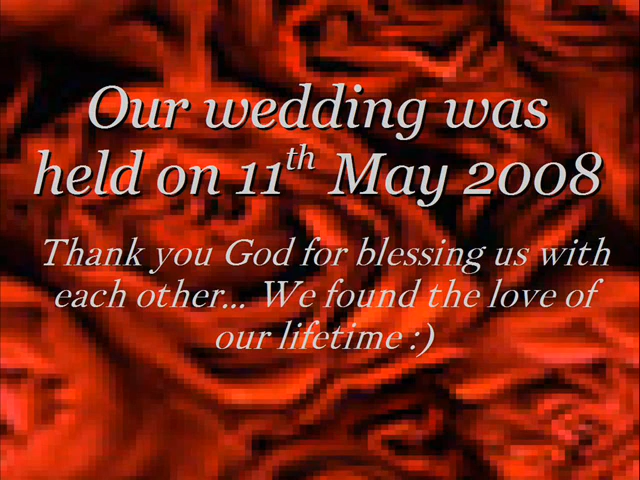 Our wedding was
held on 11th May 2008
Thank you God for blessing us with
each other... We found the love of
our lifetime :)